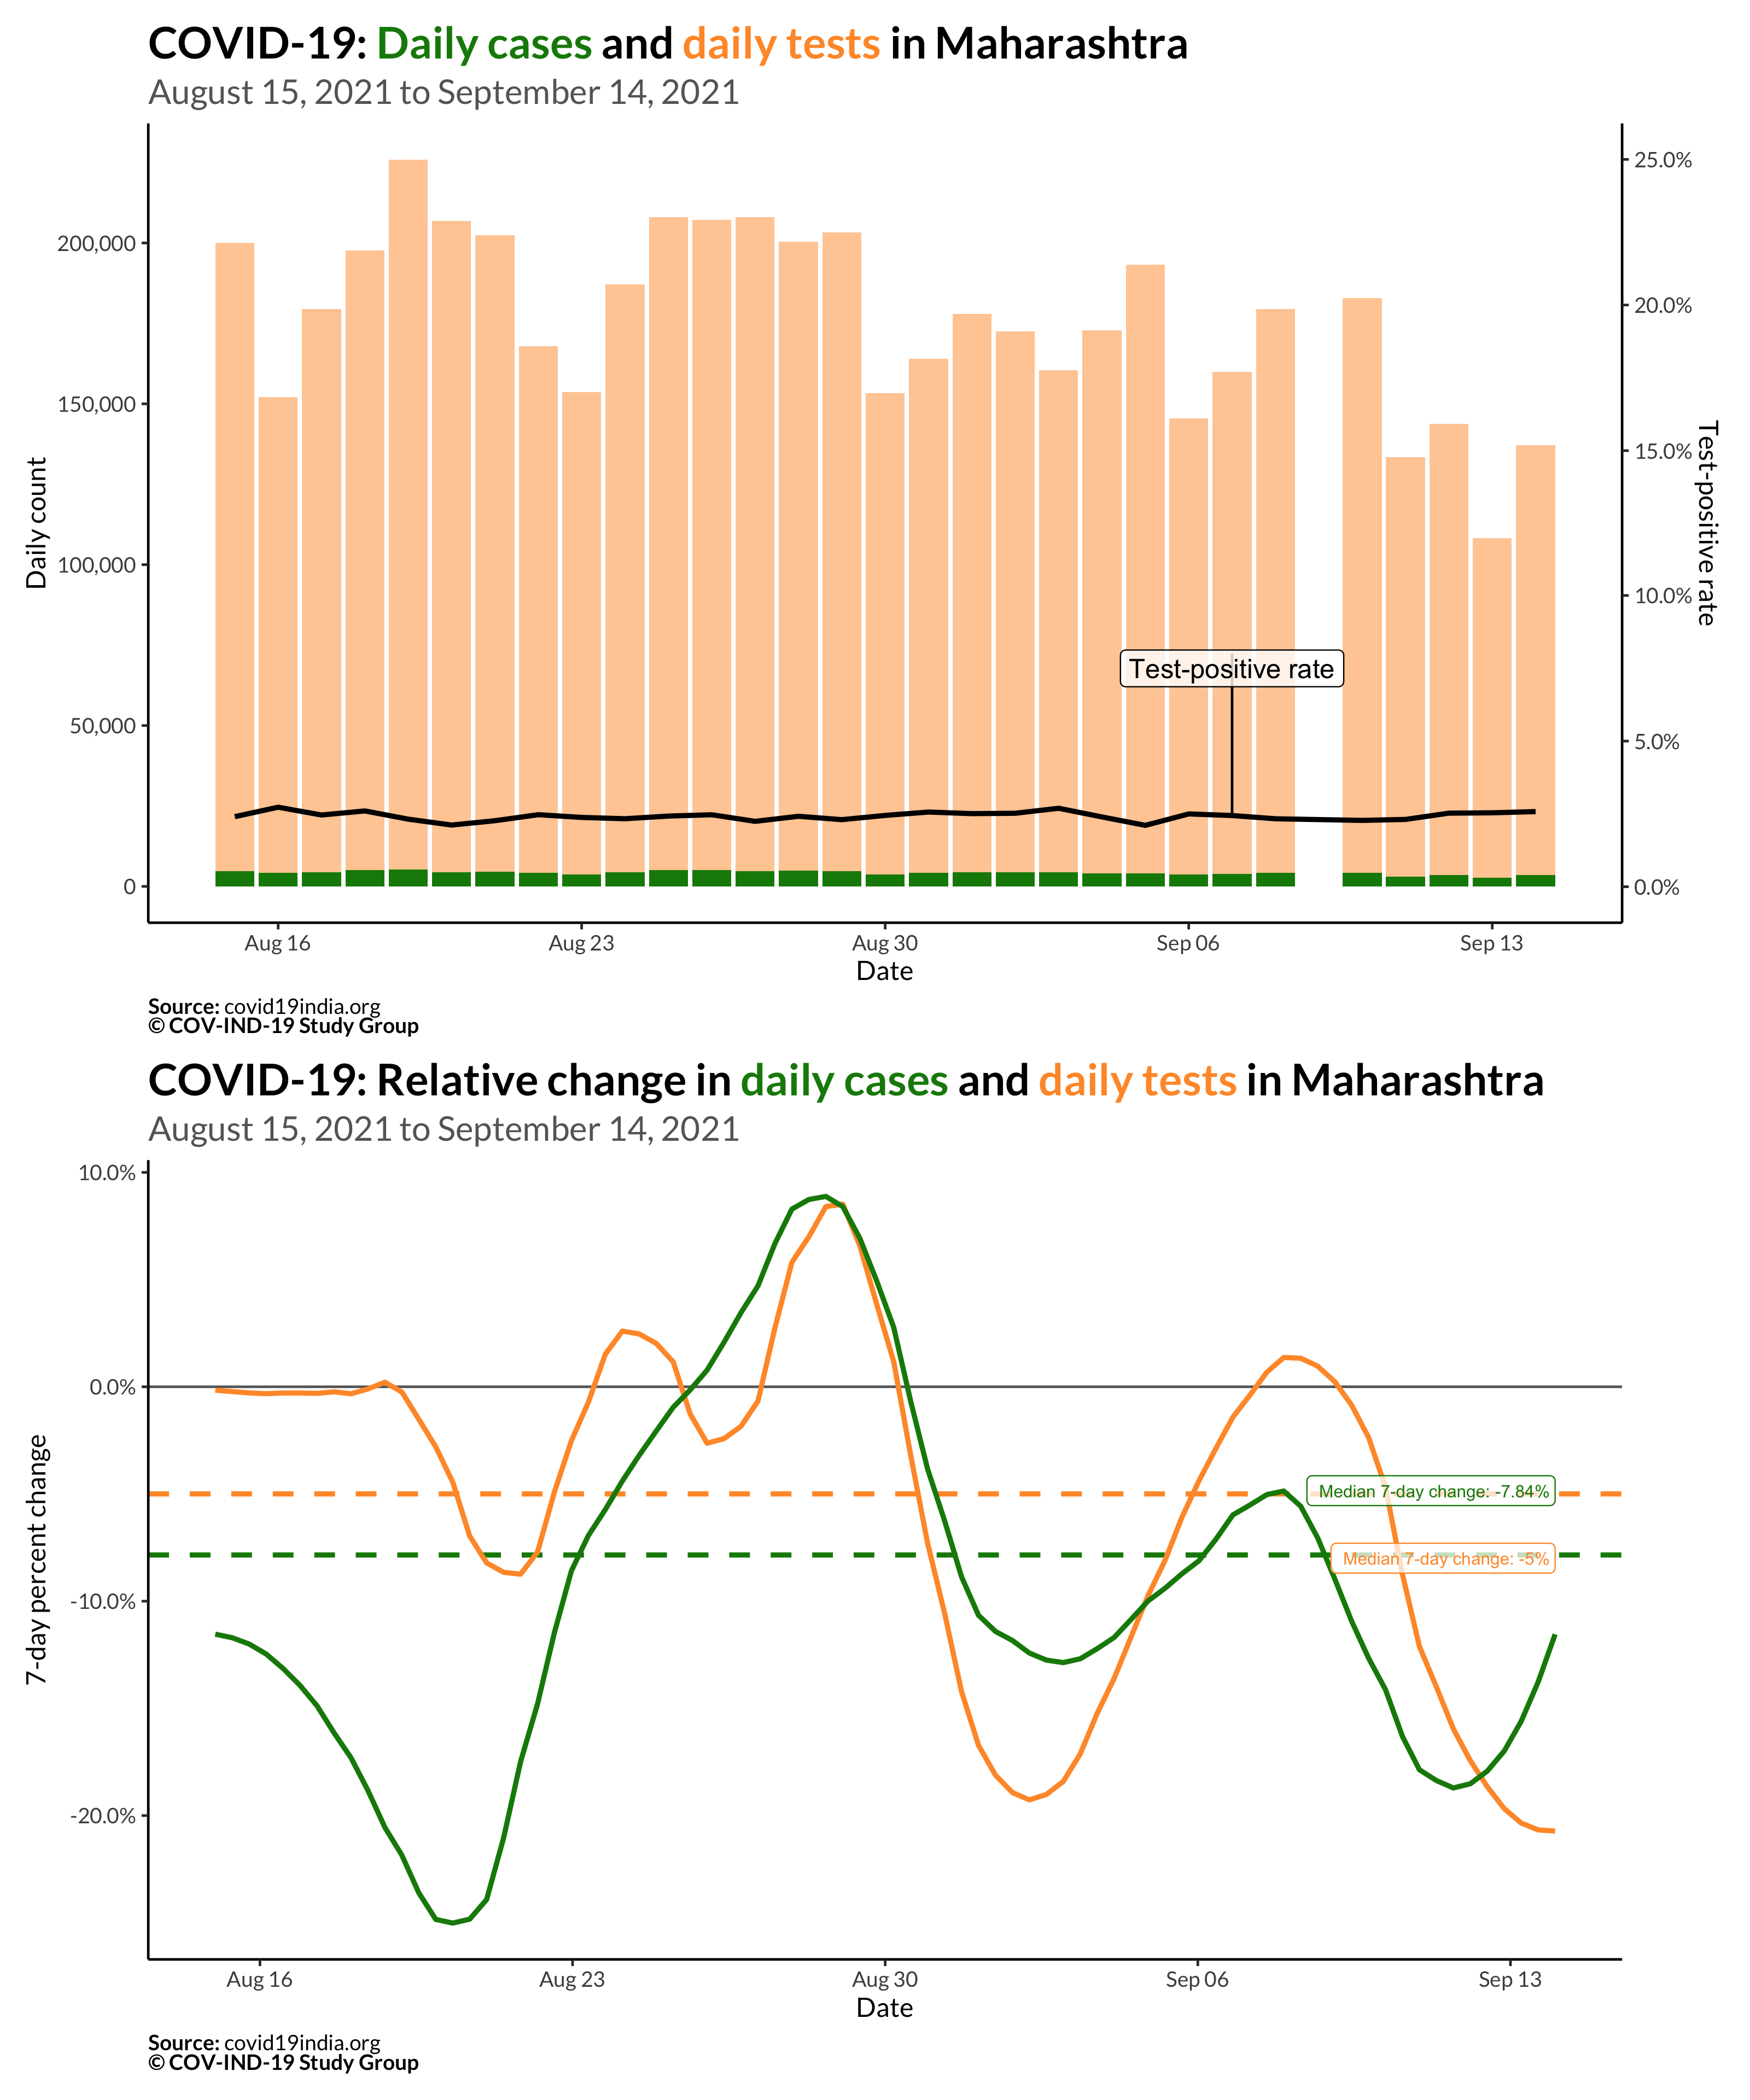 COVID-19: Daily cases and daily tests in Maharashtra
August 15, 2021 to September 14, 2021
Daily count
200,000
150,000
100,000
50,000
0
25.0%
20.0%
15.0%
10.0%
5.0%
0.0%
Test-positive rate
Test-positive rate
Aug 16
Aug 23
Aug 30
Sep 06
Sep 13
Date
Source: covid19india.org
© COV-IND-19 Study Group
COVID-19: Relative change in daily cases and daily tests in Maharashtra
August 15, 2021 to September 14, 2021
7-day percent change
10.0%
0.0%
-10.0%
-20.0%
Median 7-day change: -7.84%
Median 7-day change: -5%
Aug 16
Aug 23
Aug 30
Sep 06
Sep 13
Date
Source: covid19india.org
© COV-IND-19 Study Group